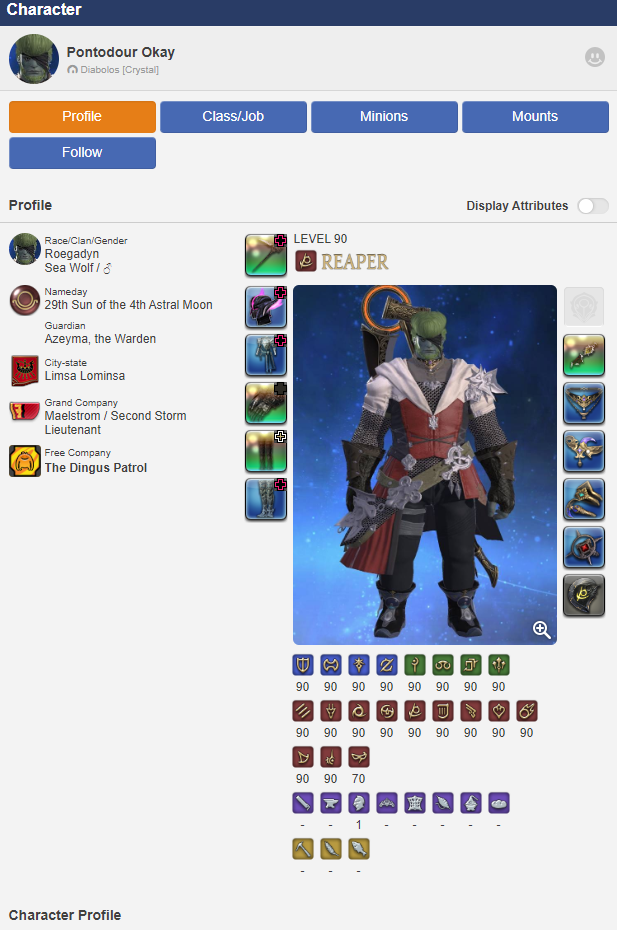 Character
Pontodour Okay
Diabolos [Crystal]
Profile
Class/Job
Minions
Mounts
Follow
Profile
Display Attributes
Race/Clan/Gender
Roegadyn
Sea Wolf / ♂
Nameday
29th Sun of the 4th Astral Moon
Guardian
Azeyma, the Warden
City-state
Limsa Lominsa
Grand Company
Maelstrom / Second Storm
Lieutenant
Free Company
The Dingus Patrol
LEVEL 90
REAPER
90 90 90 90 90 90 90 90
90 90 90 90 90 90 90 90 90
90 90 70
- - 1 - - - - -
- - -
Character Profile